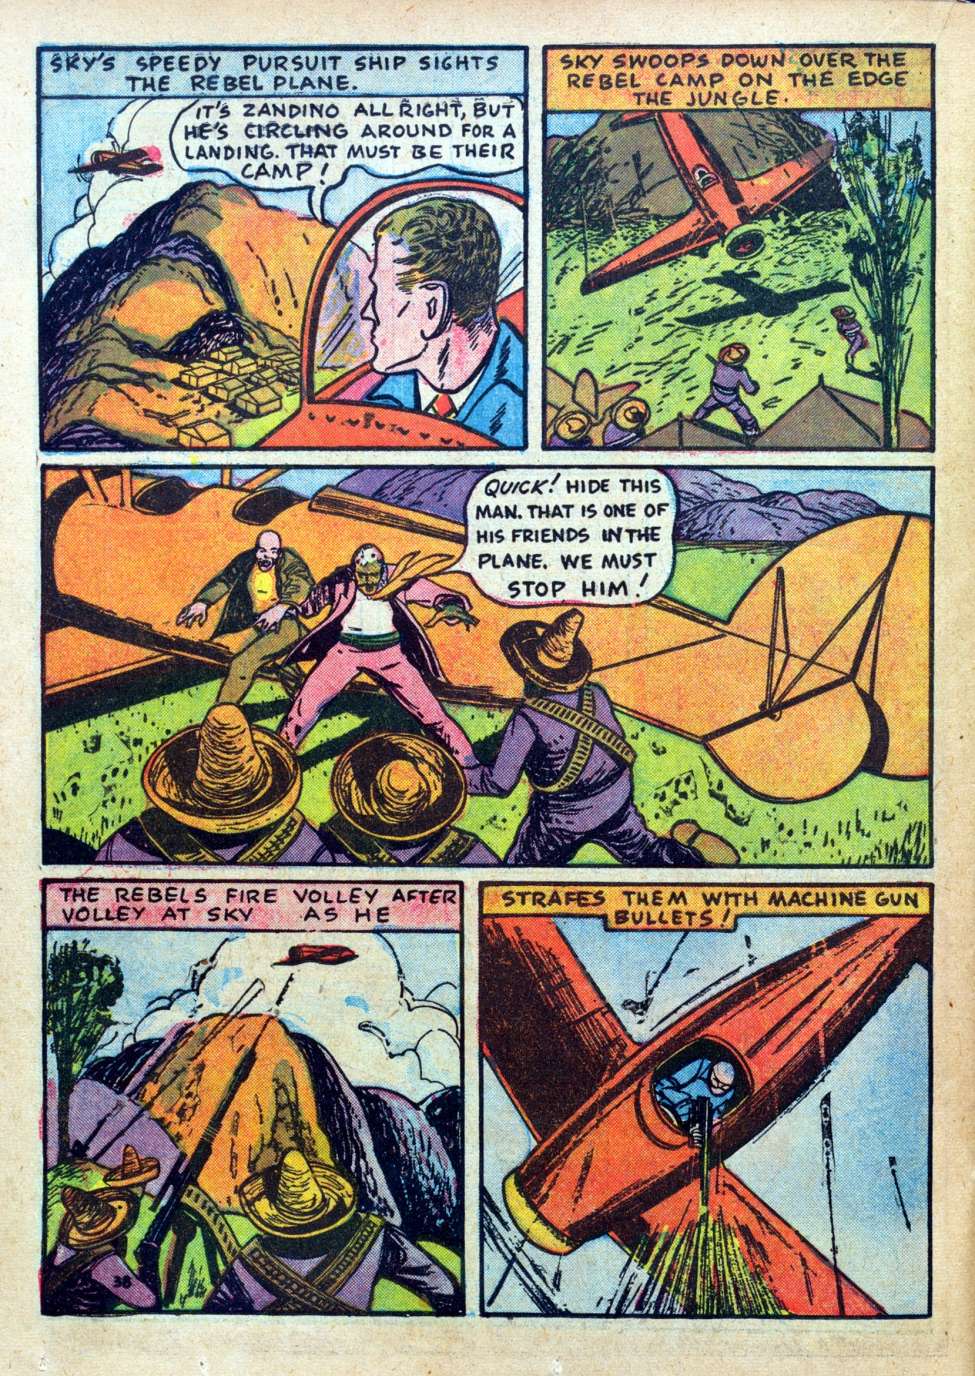 SKY'S SPEEDY PURSUIT SHIP SIGHTS
THE REBEL PLANE.
IT'S ZANDINO ALL RIGHT, BUT
HE'S CIRCLING AROUND FOR A
LANDING. THAT MUST BE THEIR
CAMP!
SKY SWOOPS DOWN OVER THE
REBEL CAMP ON THE EDGE
THE JUNGLE.
QUICK! HIDE THIS
MAN. THAT IS ONE OF
HIS FRIENDS IN THE
PLANE. WE MUST
STOP HIM!
THE REBELS FIRE VOLLEY AFTER
VOLLEY AT SKY AS HE
38
STRAFES THEM WITH MACHINE GUN
BULLETS!